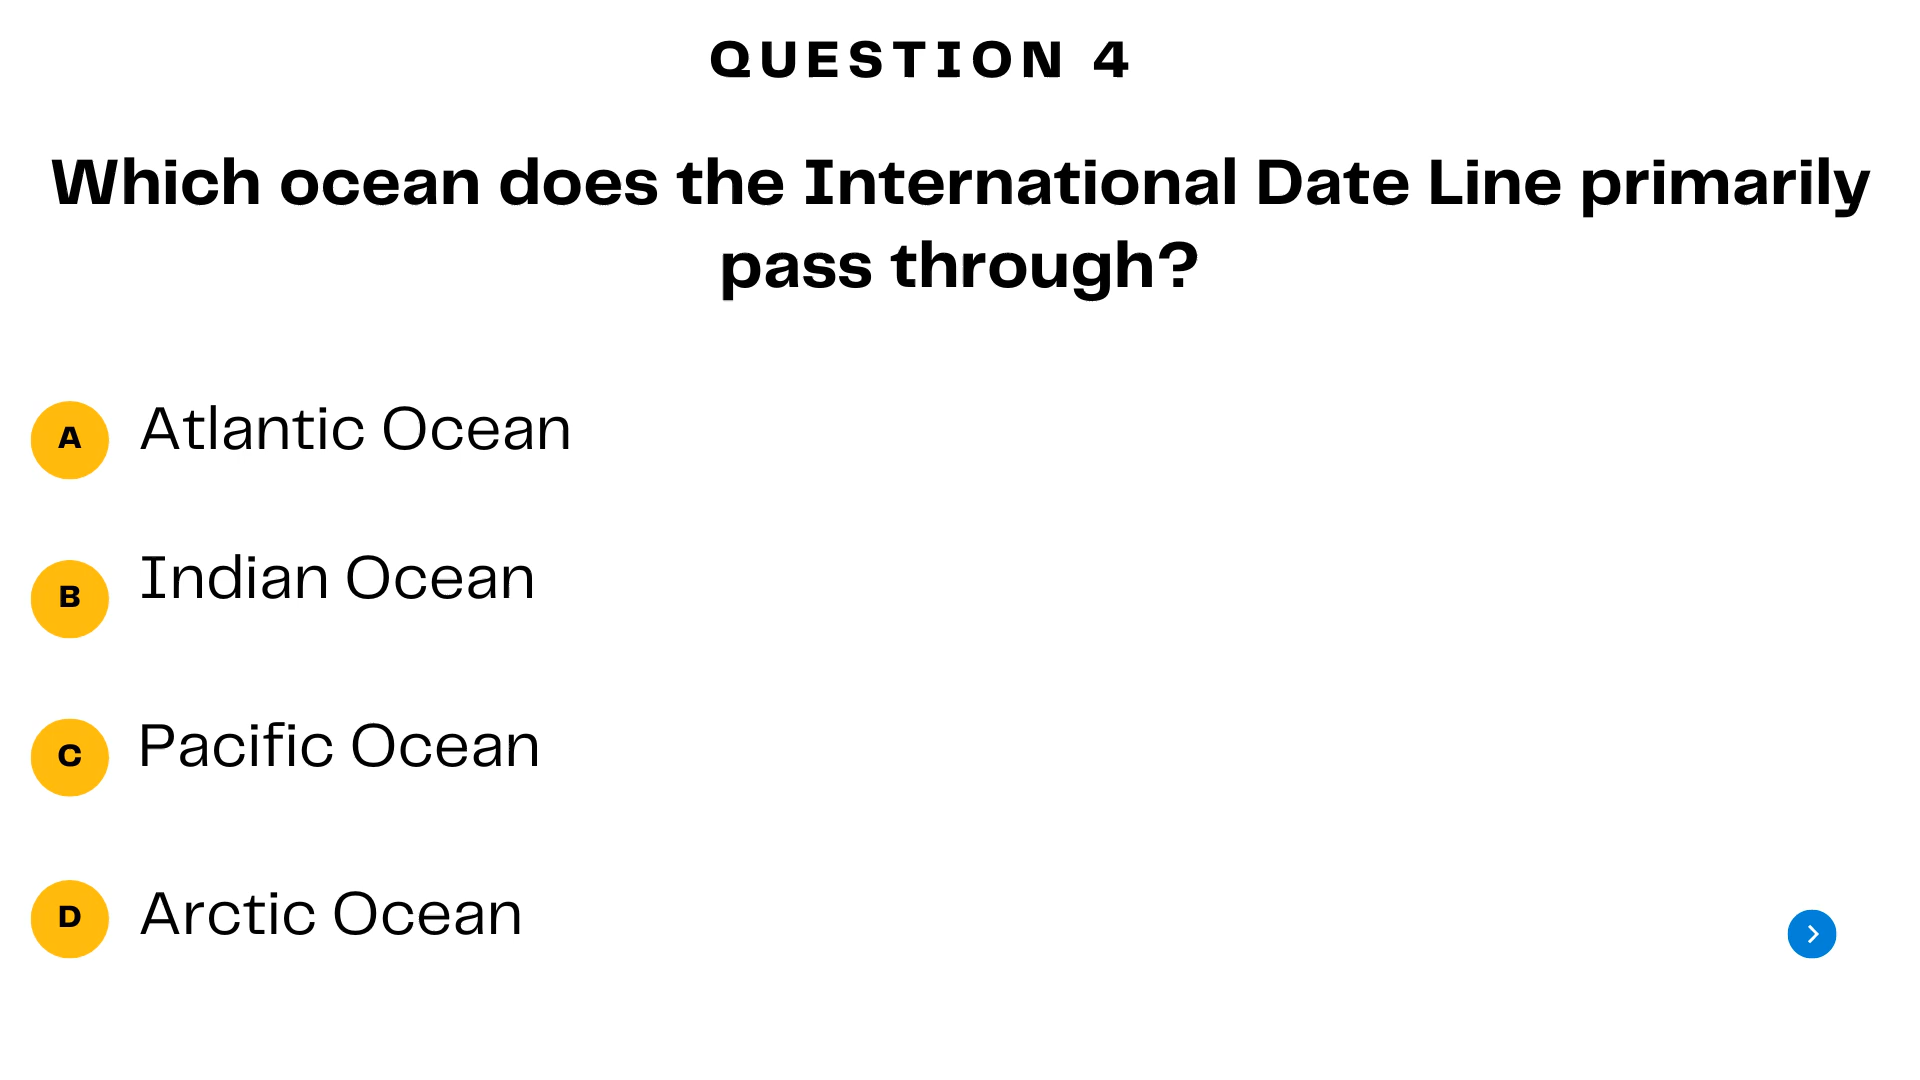 QUESTION 4
Which ocean does the International Date Line primarily
pass through?
A Atlantic Ocean
B Indian Ocean
C Pacific Ocean
D Arctic Ocean